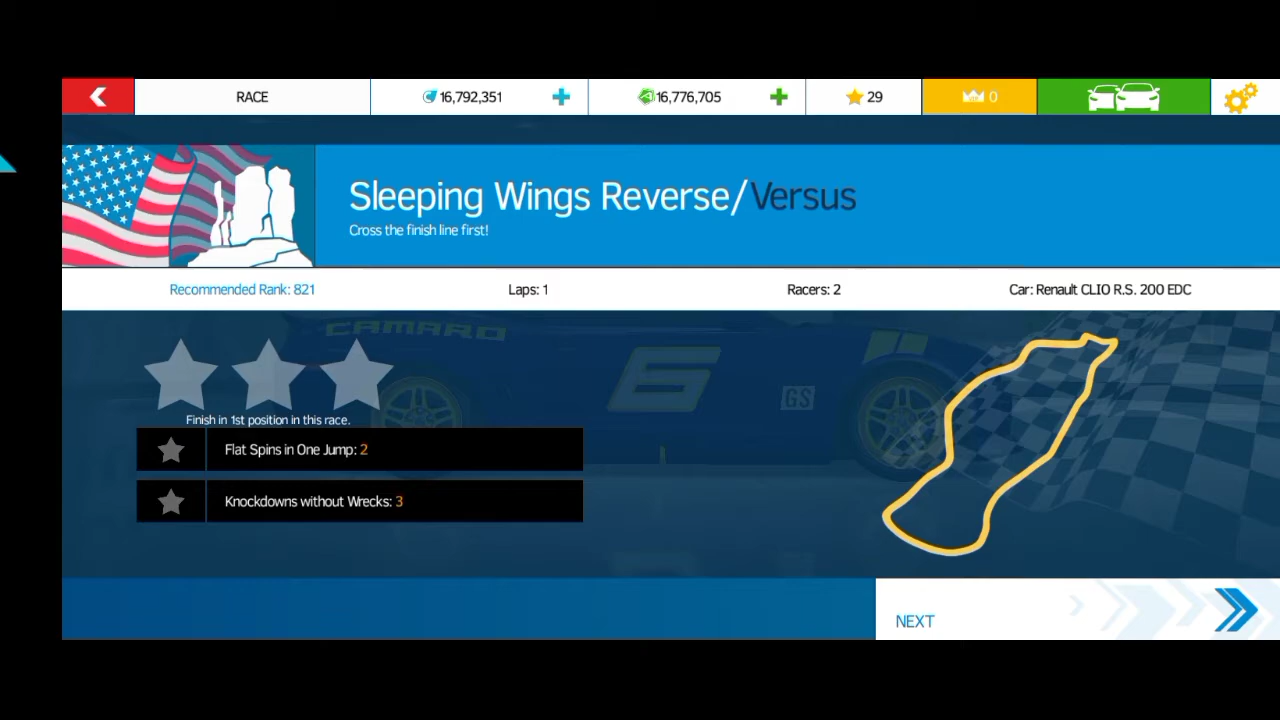 RACE
16,792,351
16,776,705
29
0
Sleeping Wings Reverse/Versus
Cross the finish line first!
Recommended Rank: 821
Laps: 1
Racers: 2
Car: Renault CLIO R.S. 200 EDC
CAMARO
6
GS
Finish in 1st position in this race.
Flat Spins in One Jump: 2
Knockdowns without Wrecks: 3
NEXT